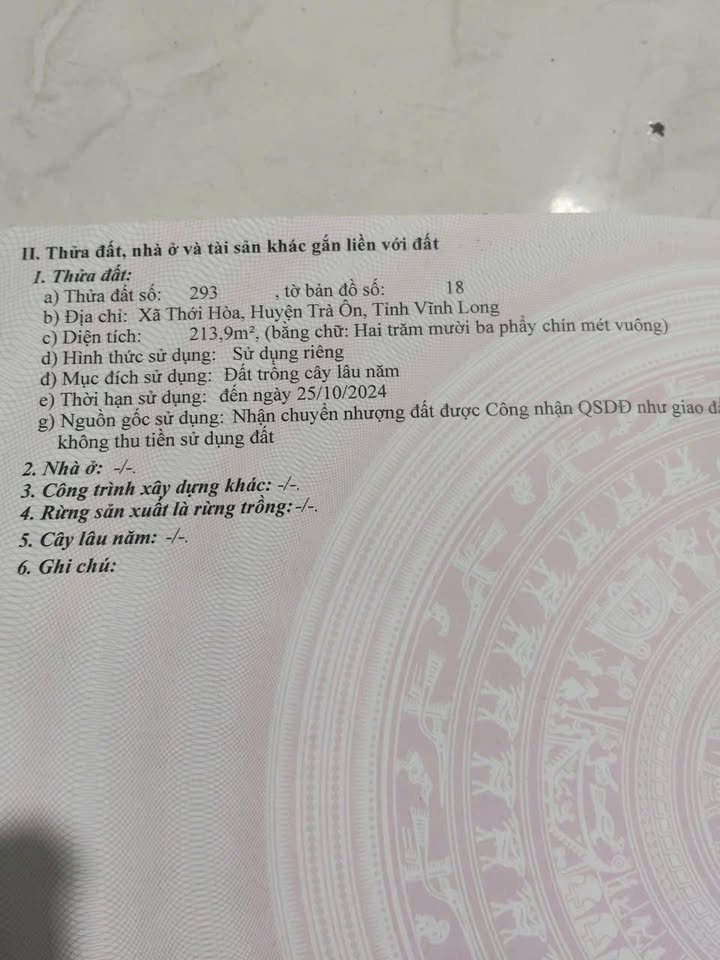 II. Thửa đất, nhà ở và tài sản khác gắn liền với đất
1. Thửa đất:
a) Thửa đất số: 293 , tờ bản đồ số: 18
b) Địa chỉ: Xã Thới Hòa, Huyện Trà Ôn, Tỉnh Vĩnh Long
c) Diện tích: 213,9m², (bằng chữ: Hai trăm mười ba phẩy chín mét vuông)
d) Hình thức sử dụng: Sử dụng riêng
đ) Mục đích sử dụng: Đất trồng cây lâu năm
e) Thời hạn sử dụng: đến ngày 25/10/2024
g) Nguồn gốc sử dụng: Nhận chuyển nhượng đất được Công nhận QSDĐ như giao
không thu tiền sử dụng đất
2. Nhà ở: -/-.
3. Công trình xây dựng khác: -/-.
4. Rừng sản xuất là rừng trồng: -/-.
5. Cây lâu năm: -/-.
6. Ghi chú: